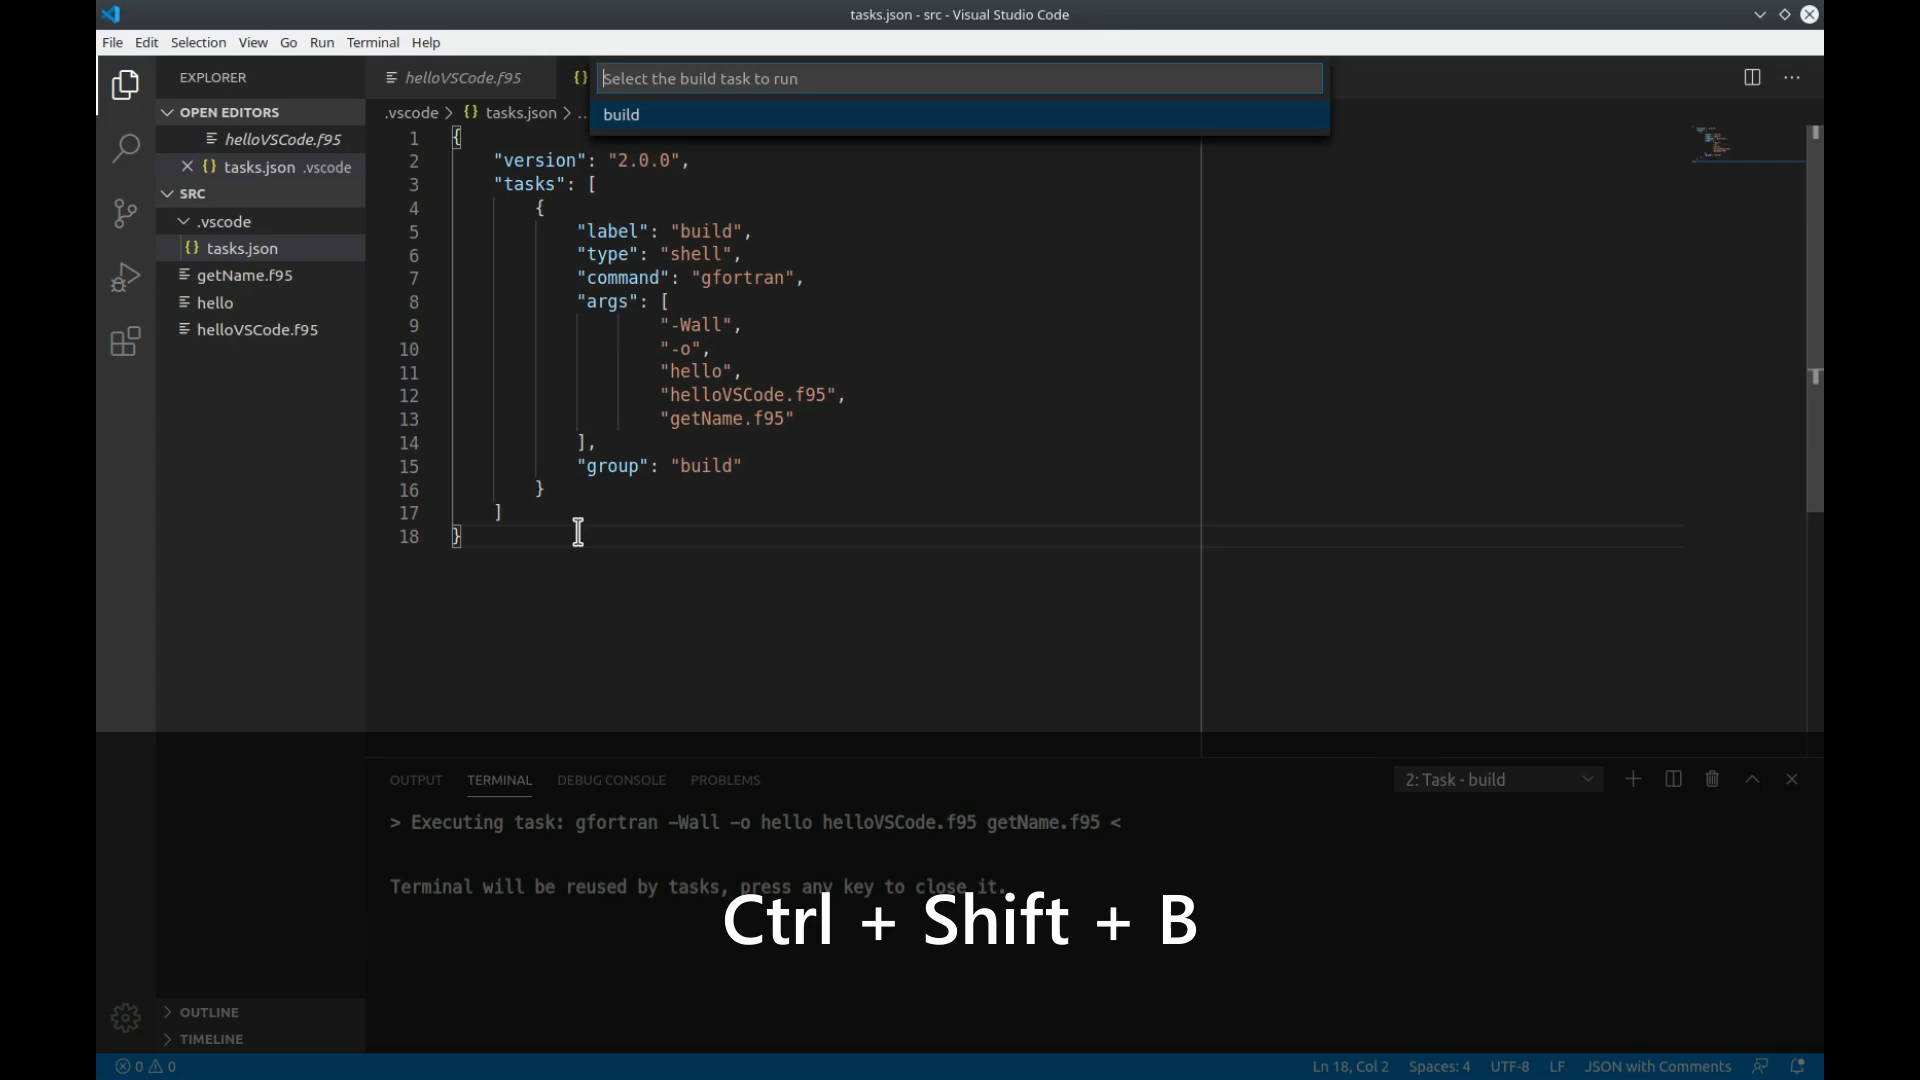 tasks.json - src - Visual Studio Code
File Edit Selection View Go Run Terminal Help
EXPLORER
OPEN EDITORS
helloVSCode.f95
tasks.json .vscode
SRC
.vscode
tasks.json
getName.f95
hello
helloVSCode.f95
OUTLINE
TIMELINE
helloVSCode.f95
{}
Select the build task to run
build
.vscode > {} tasks.json > ...
1 {
2 "version": "2.0.0",
3 "tasks": [
4 {
5 "label": "build",
6 "type": "shell",
7 "command": "gfortran",
8 "args": [
9 "-Wall",
10 "-o",
11 "hello",
12 "helloVSCode.f95",
13 "getName.f95"
14 ],
15 "group": "build"
16 }
17 ]
18 }
OUTPUT TERMINAL DEBUG CONSOLE PROBLEMS
2: Task - build
> Executing task: gfortran -Wall -o hello helloVSCode.f95 getName.f95 <
Terminal will be reused by tasks, press any key to close it.
Ctrl + Shift + B
0 0
Ln 18, Col 2 Spaces: 4 UTF-8 LF JSON with Comments